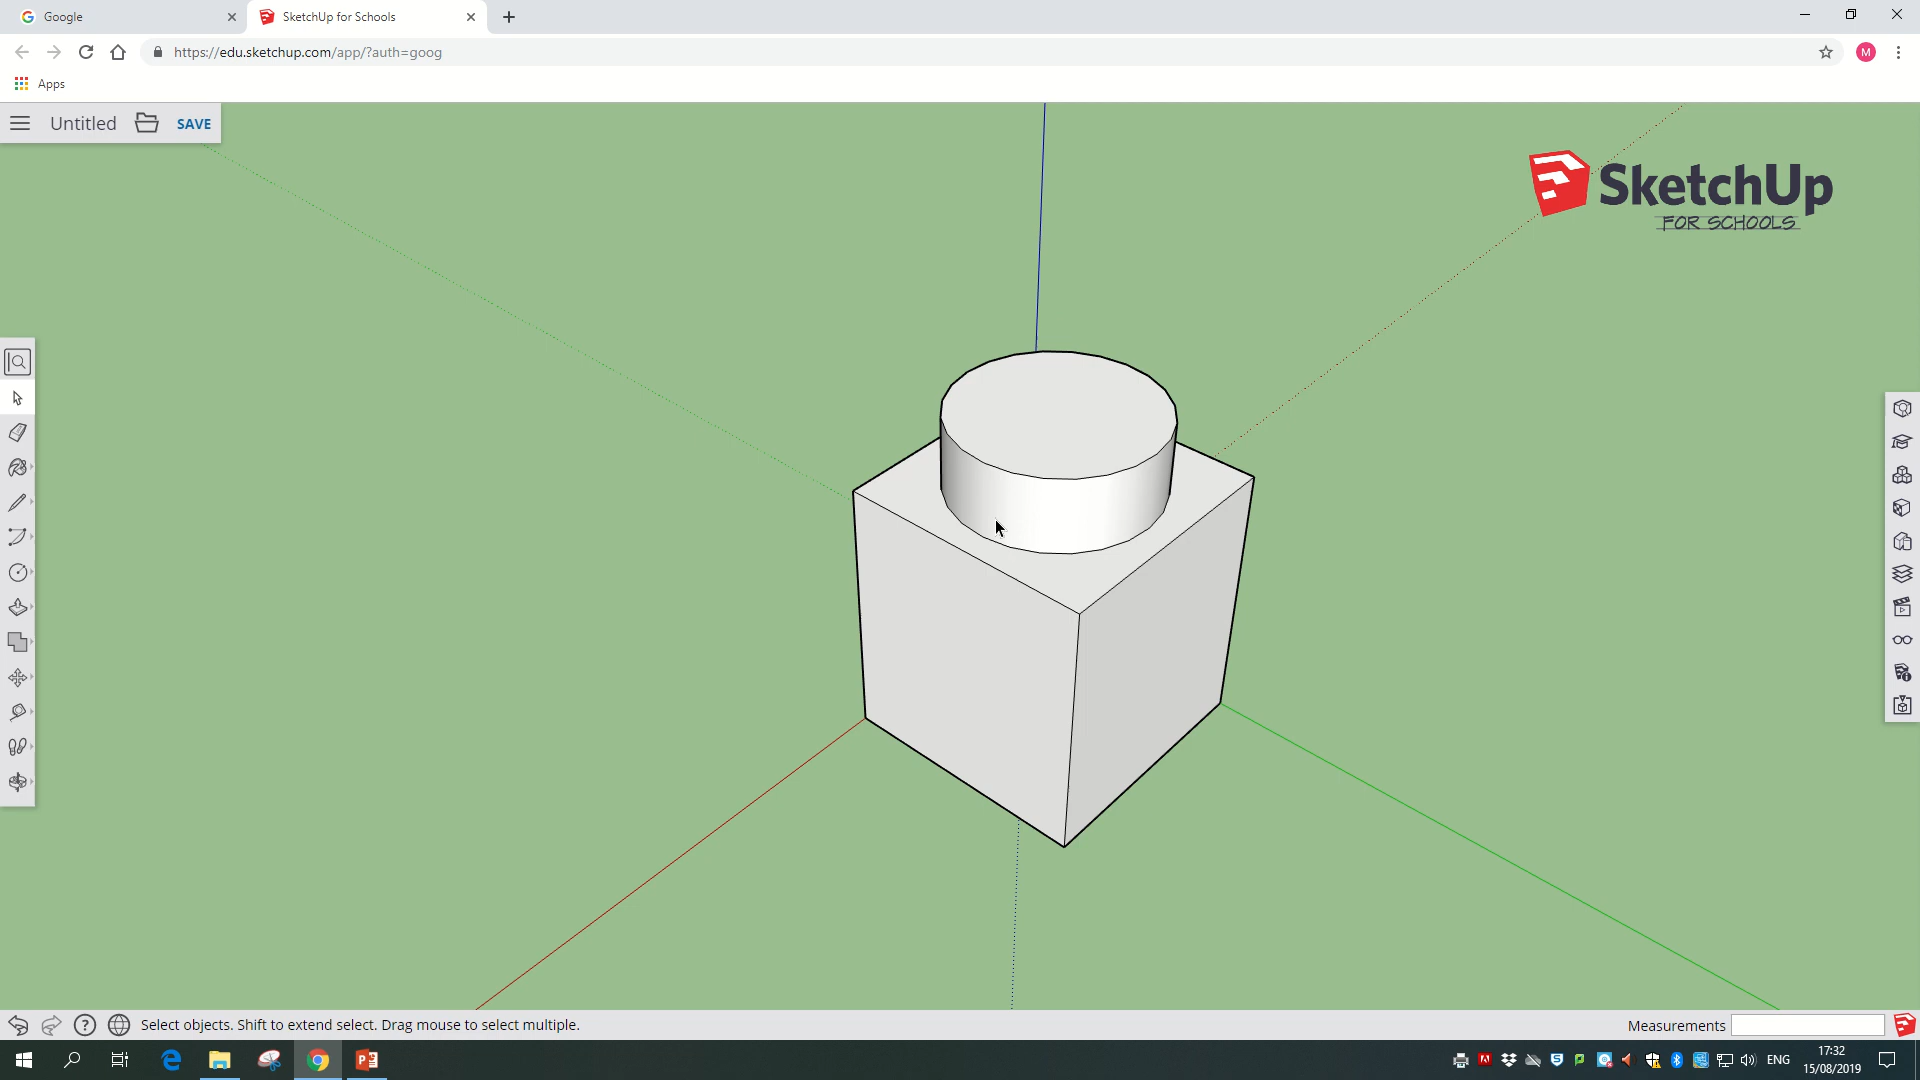 Google
SketchUp for Schools
https://edu.sketchup.com/app/?auth=goog
M
Apps
Untitled
SAVE
SketchUp
FOR SCHOOLS
Select objects. Shift to extend select. Drag mouse to select multiple.
Measurements
ENG
17:32
15/08/2019